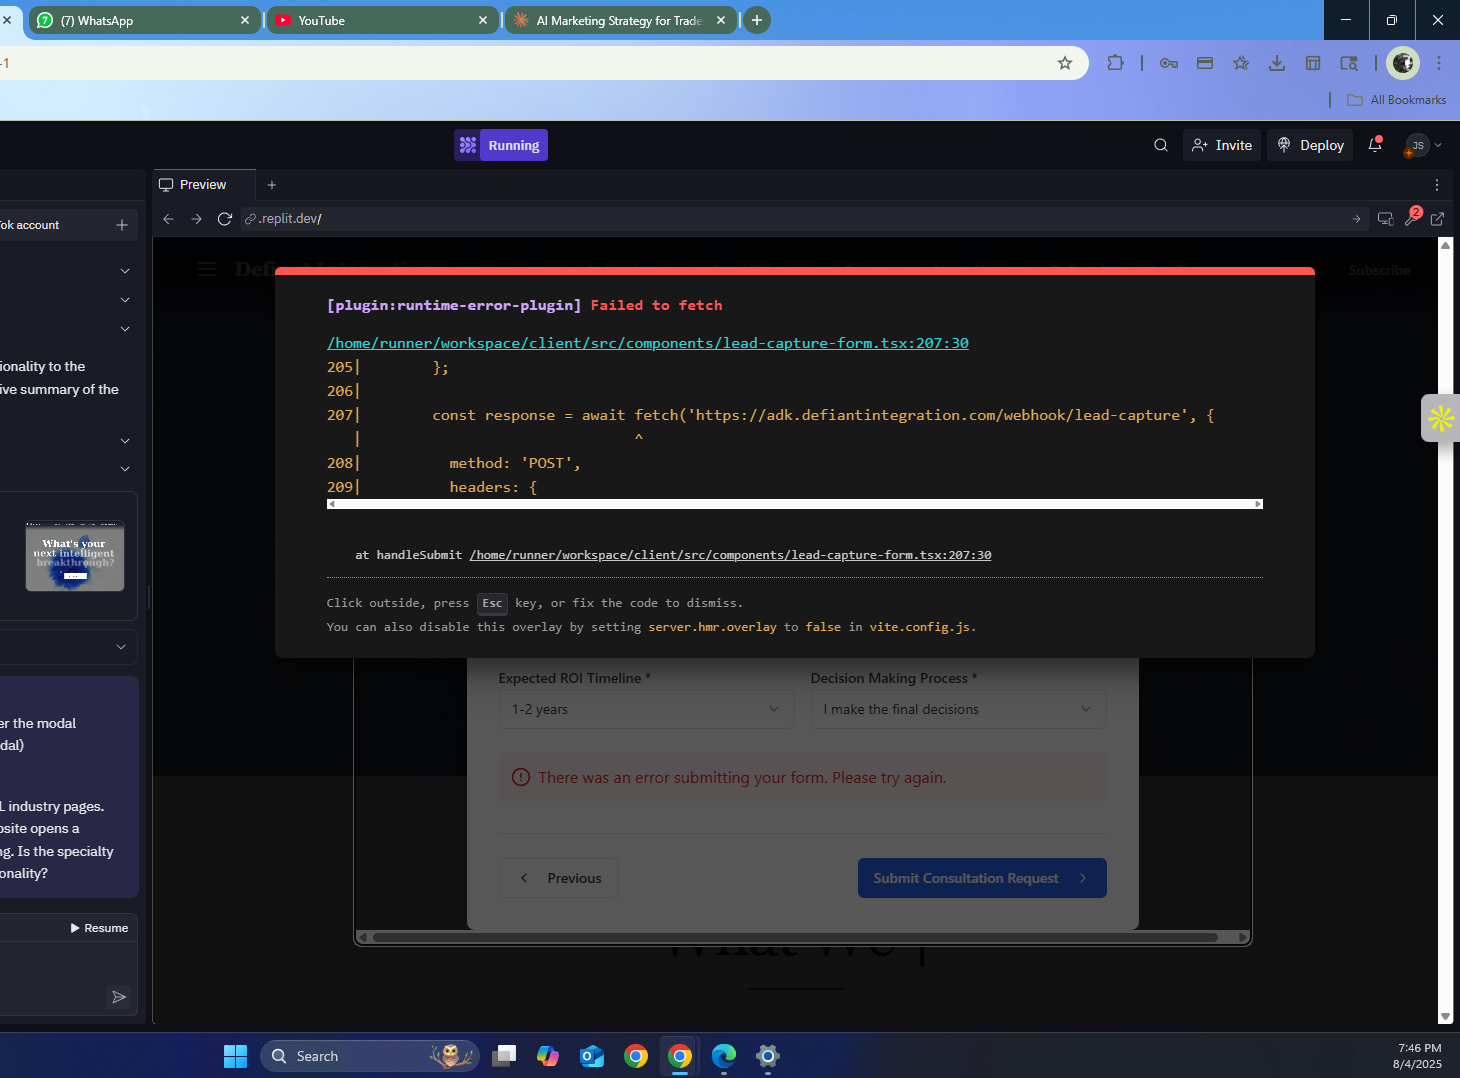 (7) WhatsApp
YouTube
AI Marketing Strategy for Trade
-1
All Bookmarks
Running
Invite
Deploy
JS
Preview
.replit.dev/
2
ok account
Subscribe
[plugin:runtime-error-plugin] Failed to fetch
/home/runner/workspace/client/src/components/lead-capture-form.tsx:207:30
205|        };
206|
207|        const response = await fetch('https://adk.defiantintegration.com/webhook/lead-capture', {
|                                ^
208|          method: 'POST',
209|          headers: {
at handleSubmit /home/runner/workspace/client/src/components/lead-capture-form.tsx:207:30
Click outside, press Esc key, or fix the code to dismiss.
You can also disable this overlay by setting server.hmr.overlay to false in vite.config.js.
ionality to the
ive summary of the
What's your
next intelligent
breakthrough?
er the modal
dal)
L industry pages.
bsite opens a
ng. Is the specialty
onality?
Resume
Expected ROI Timeline *
Decision Making Process *
1-2 years
I make the final decisions
There was an error submitting your form. Please try again.
Previous
Submit Consultation Request
What We
Search
7:46 PM
8/4/2025